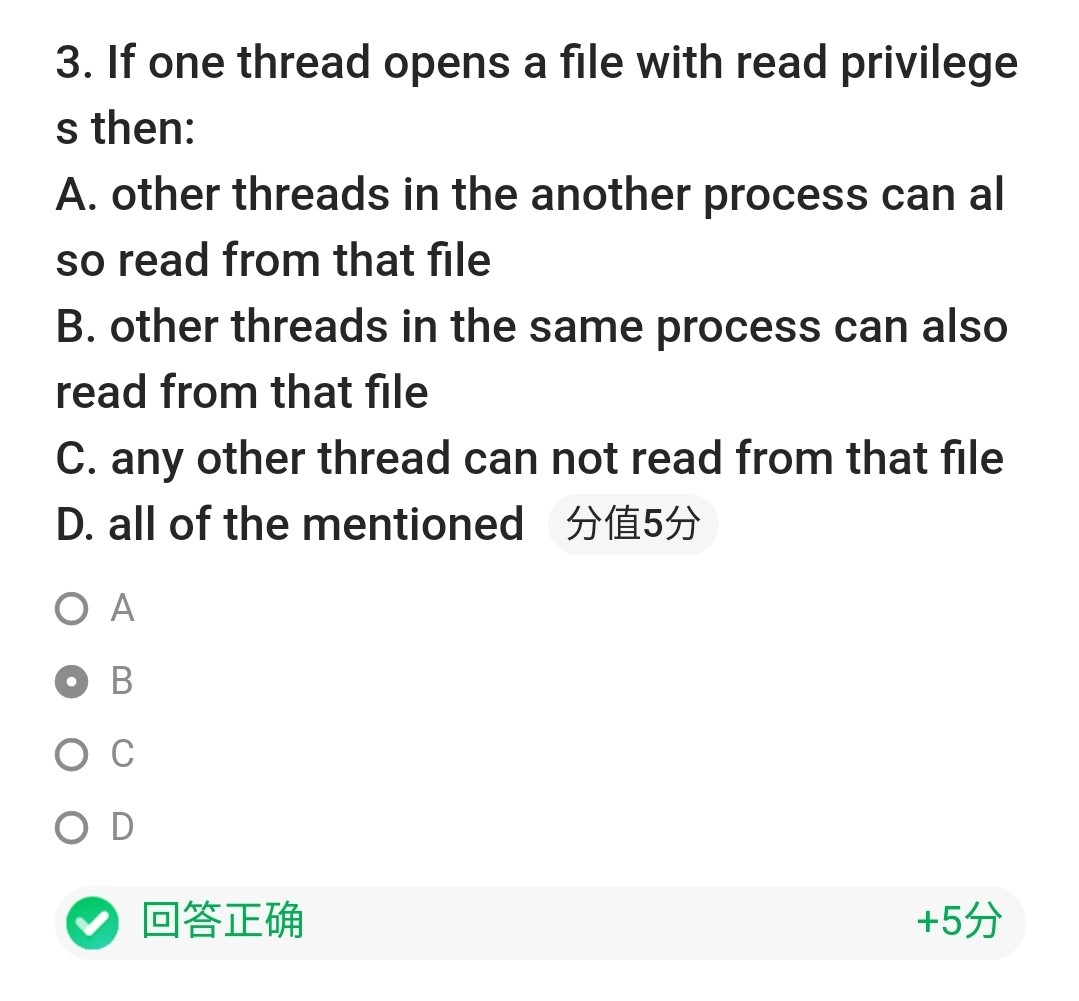 3. If one thread opens a file with read privilege
s then:
A. other threads in the another process can al
so read from that file
B. other threads in the same process can also
read from that file
C. any other thread can not read from that file
D. all of the mentioned 分值5分
A
B
C
D
回答正确 +5分